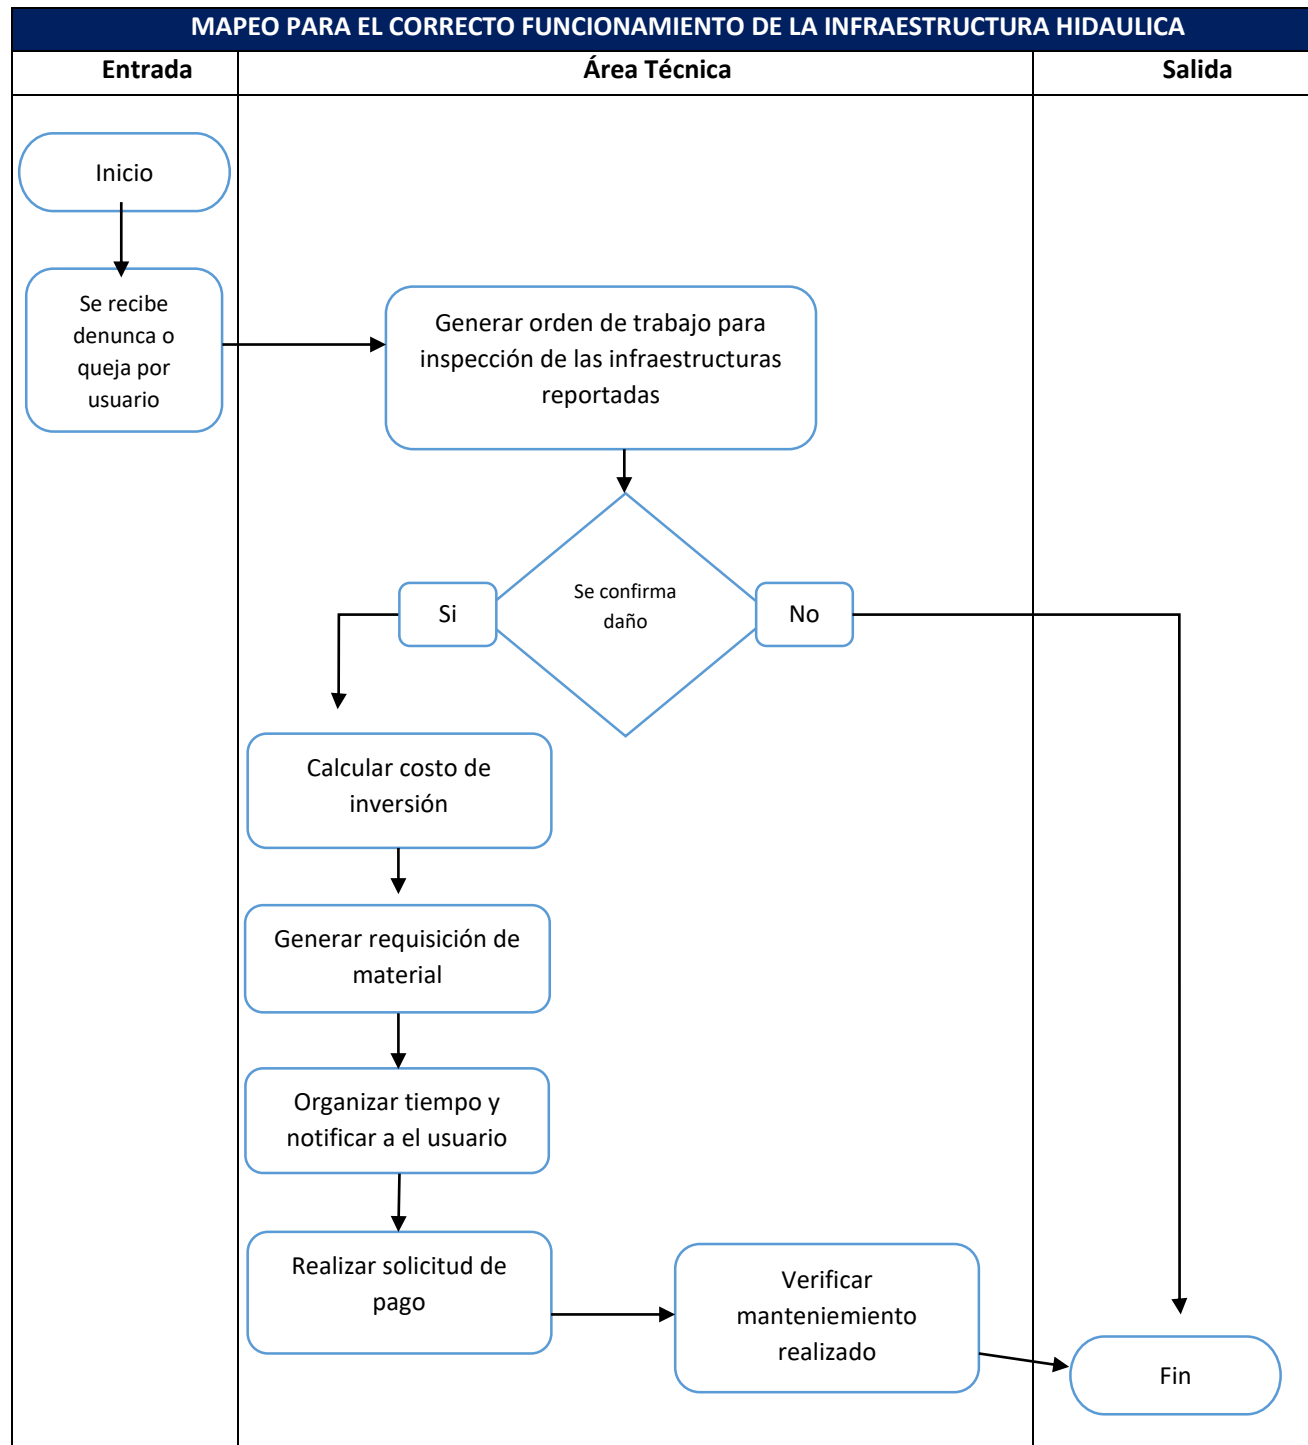 MAPEO PARA EL CORRECTO FUNCIONAMIENTO DE LA INFRAESTRUCTURA HIDAULICA
Entrada
Área Técnica
Salida
Inicio
Se recibe
denunca o
queja por
usuario
Generar orden de trabajo para
inspección de las infraestructuras
reportadas
Se confirma
daño
Si
No
Calcular costo de
inversión
Generar requisición de
material
Organizar tiempo y
notificar a el usuario
Realizar solicitud de
pago
Verificar
manteniemiento
realizado
Fin